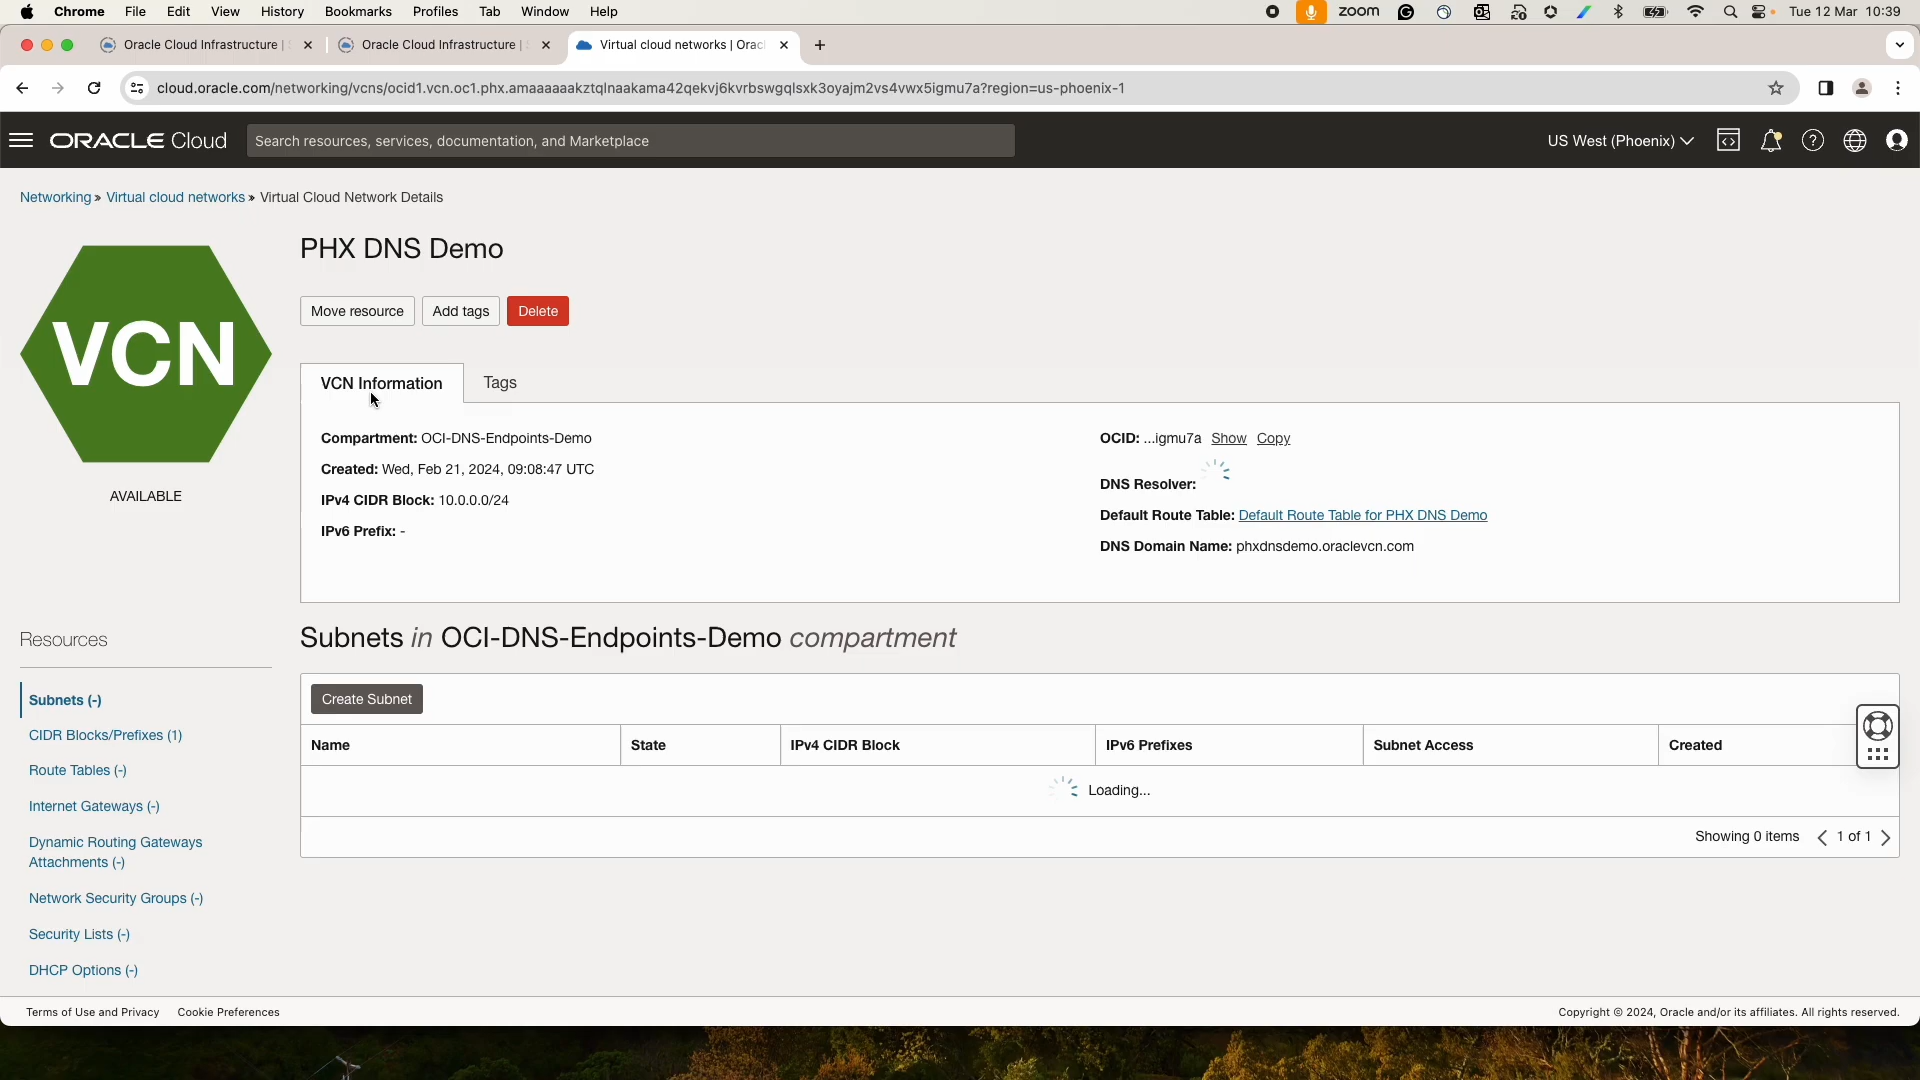 Chrome File Edit View History Bookmarks Profiles Tab Window Help zoom Tue 12 Mar 10:39
Oracle Cloud Infrastructure | Oracle Cloud Infrastructure | Virtual cloud networks | Orac
cloud.oracle.com/networking/vcns/ocid1.vcn.oc1.phx.amaaaaaakztqlnaakama42qekvj6kvrbswgqlsxk3oyajm2vs4vwx5igmu7a?region=us-phoenix-1
ORACLE Cloud Search resources, services, documentation, and Marketplace US West (Phoenix)
Networking » Virtual cloud networks » Virtual Cloud Network Details
VCN
AVAILABLE
PHX DNS Demo
Move resource Add tags Delete
VCN Information Tags
Compartment: OCI-DNS-Endpoints-Demo
Created: Wed, Feb 21, 2024, 09:08:47 UTC
IPv4 CIDR Block: 10.0.0.0/24
IPv6 Prefix: -
OCID: ...igmu7a Show Copy
DNS Resolver:
Default Route Table: Default Route Table for PHX DNS Demo
DNS Domain Name: phxdnsdemo.oraclevcn.com
Resources
Subnets (-)
CIDR Blocks/Prefixes (1)
Route Tables (-)
Internet Gateways (-)
Dynamic Routing Gateways
Attachments (-)
Network Security Groups (-)
Security Lists (-)
DHCP Options (-)
Subnets in OCI-DNS-Endpoints-Demo compartment
Create Subnet
Name State IPv4 CIDR Block IPv6 Prefixes Subnet Access Created
Loading...
Showing 0 items 1 of 1
Terms of Use and Privacy Cookie Preferences Copyright © 2024, Oracle and/or its affiliates. All rights reserved.